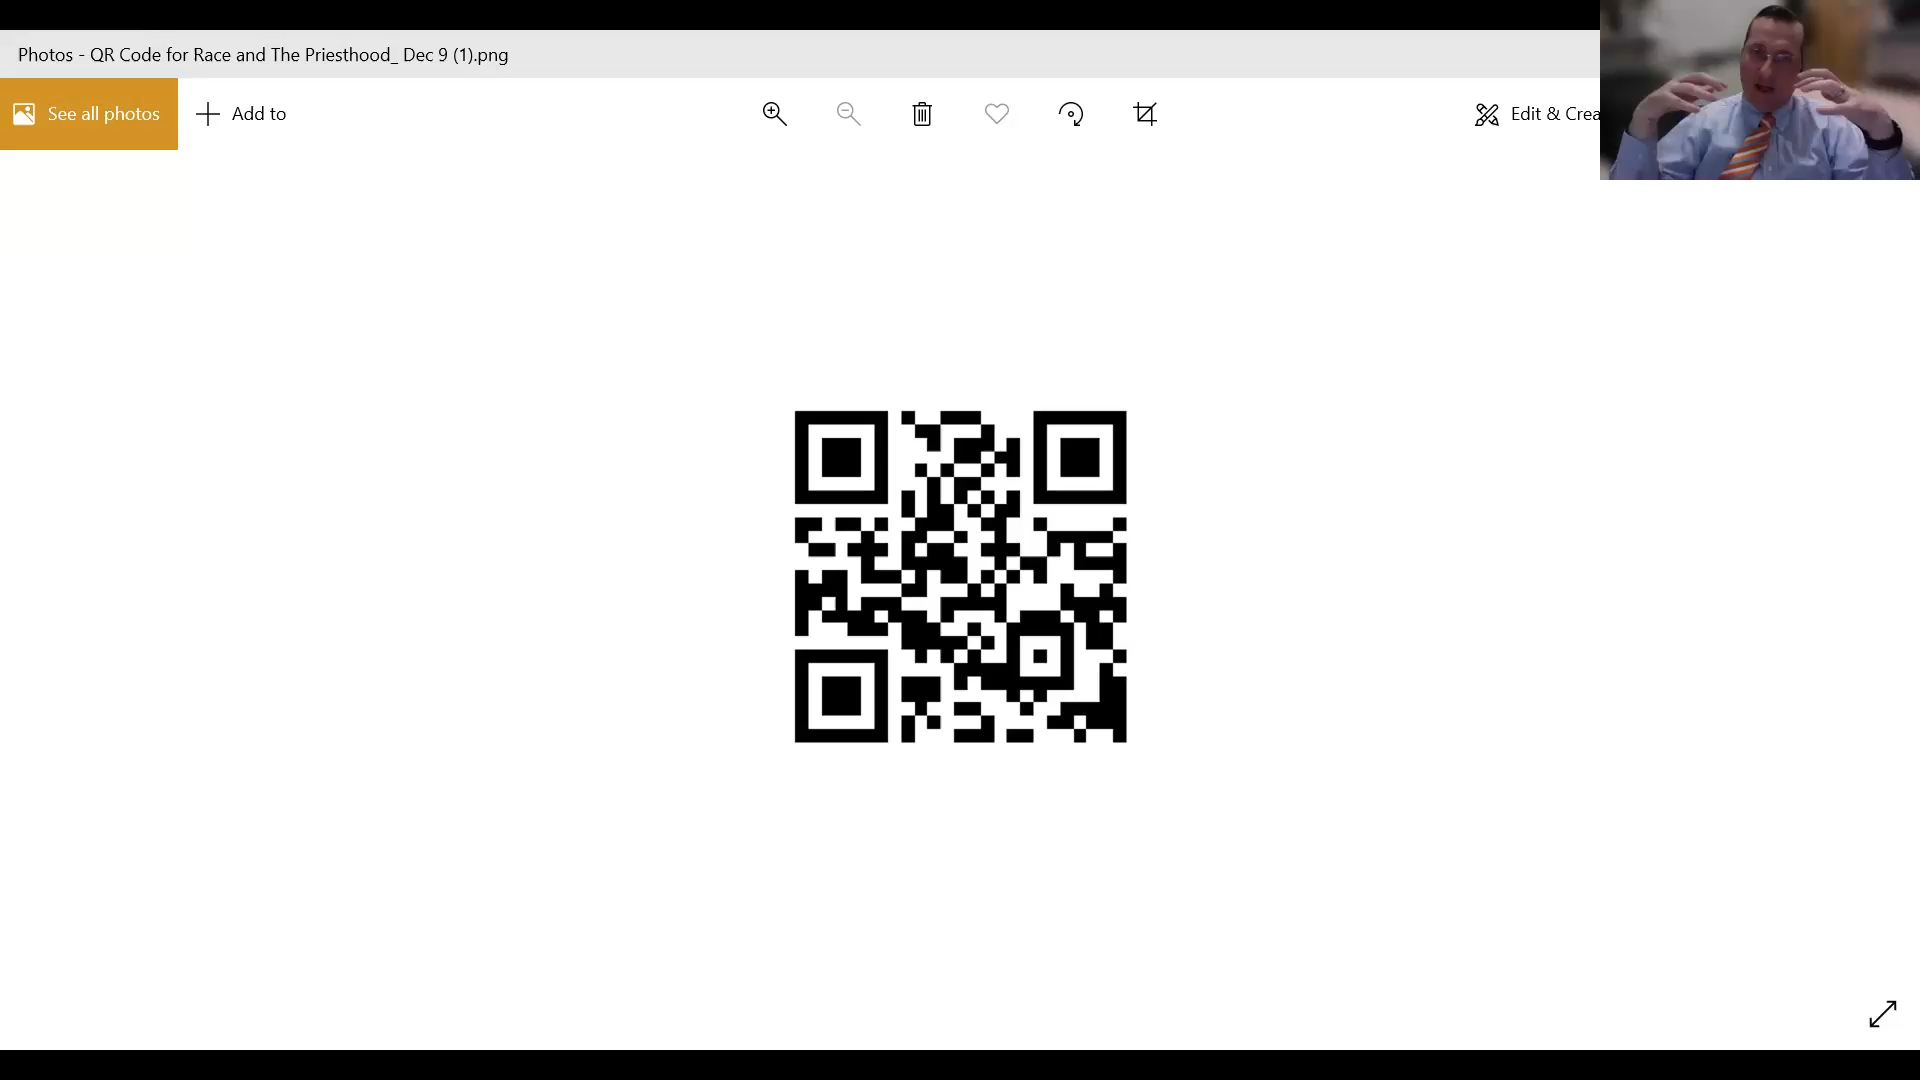 Photos - QR Code for Race and The Priesthood_ Dec 9 (1).png
See all photos
Add to
Edit & Crea